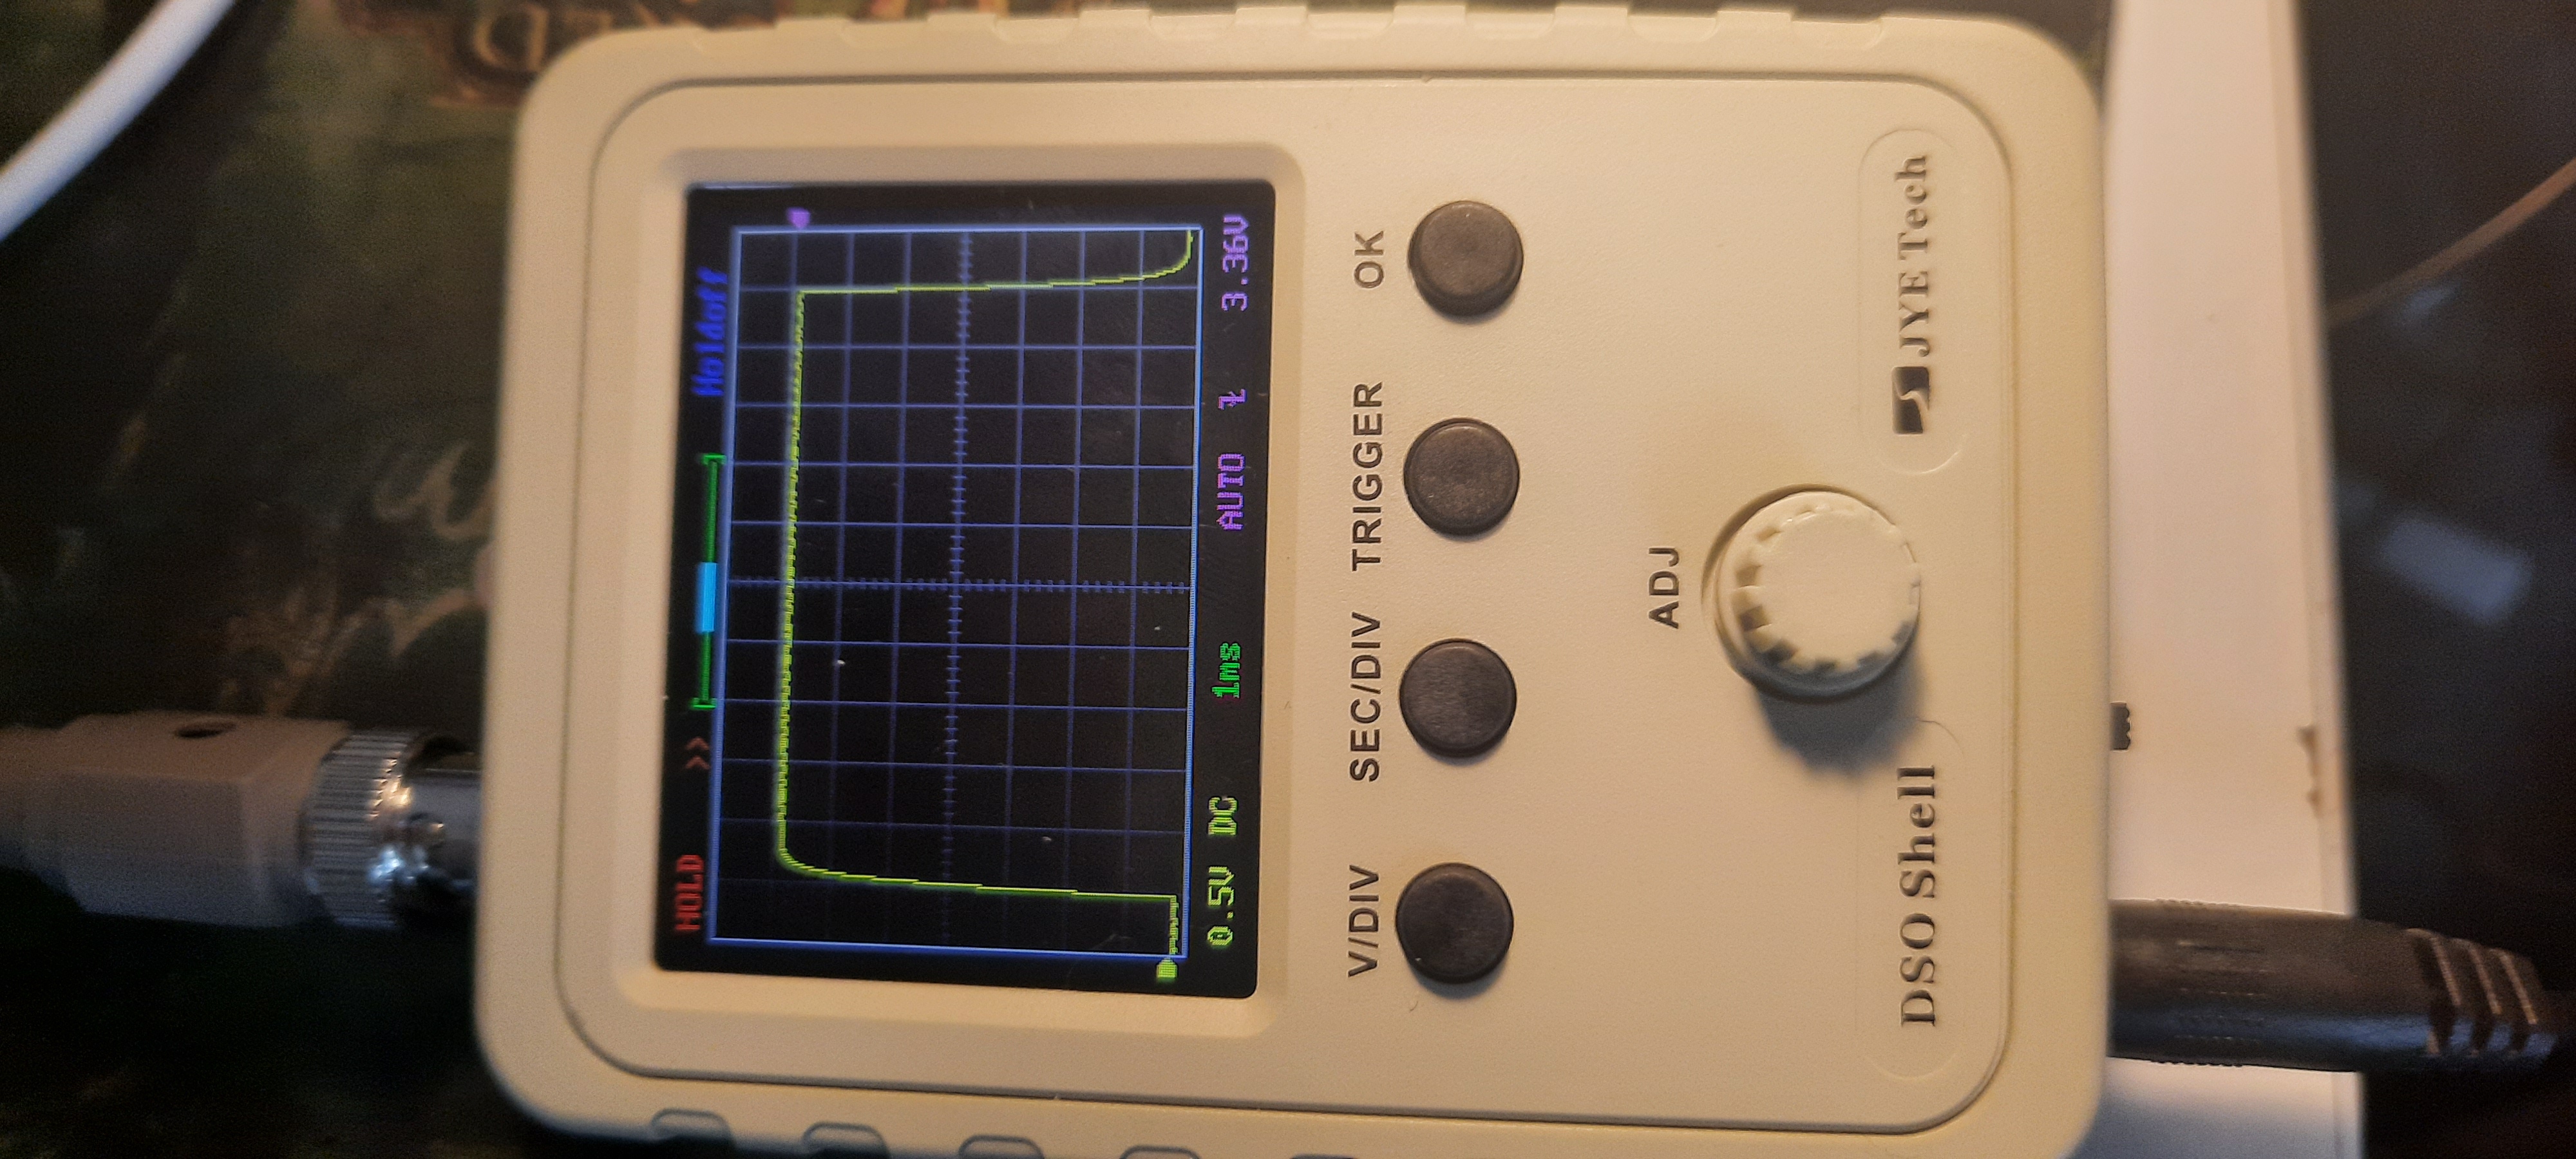 HOLD >> Holdoff
0.5V DC 1ms AUTO 3.36V
V/DIV SEC/DIV TRIGGER OK
ADJ
DSO Shell JYE Tech